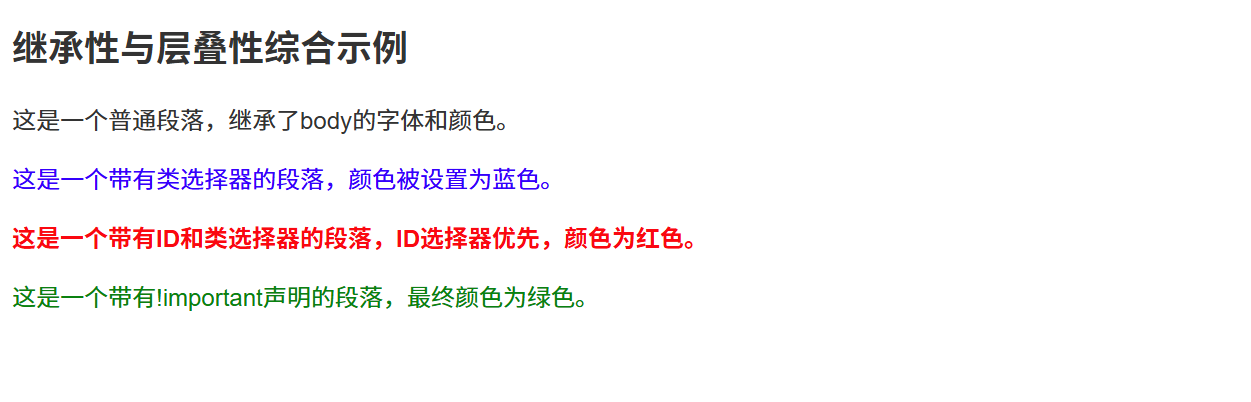 继承性与层叠性综合示例
这是一个普通段落，继承了body的字体和颜色。
这是一个带有类选择器的段落，颜色被设置为蓝色。
这是一个带有ID和类选择器的段落，ID选择器优先，颜色为红色。
这是一个带有!important声明的段落，最终颜色为绿色。